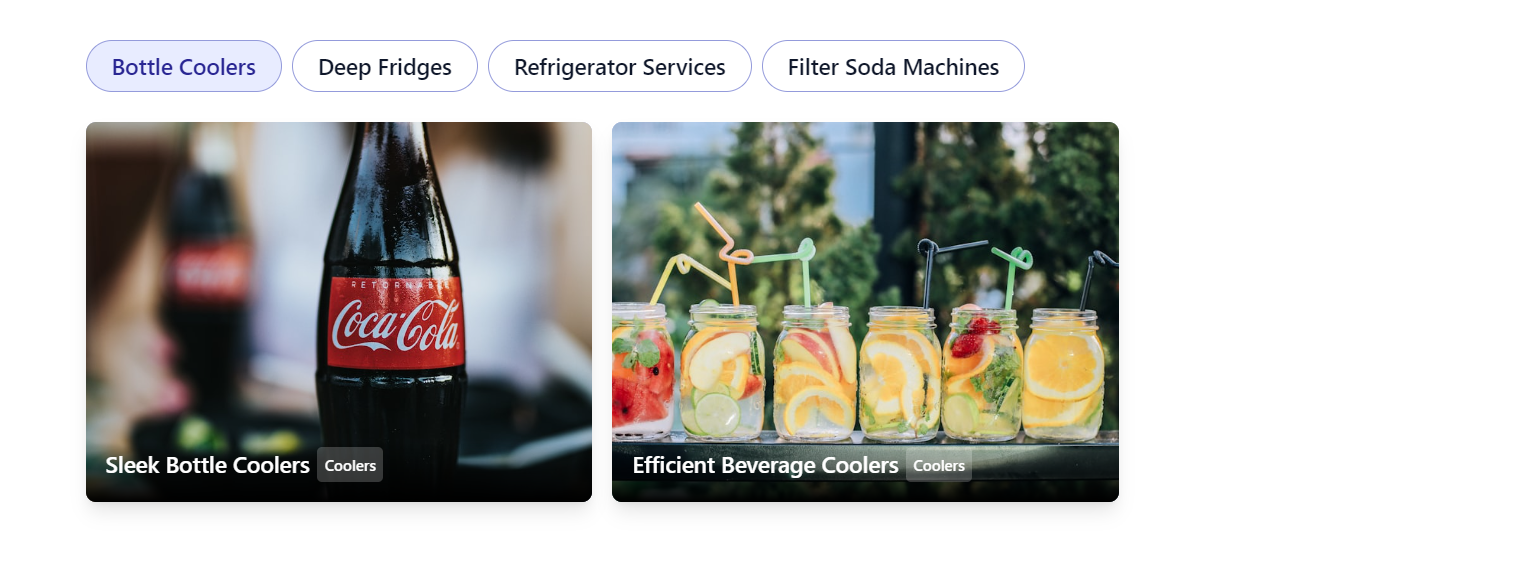 Bottle Coolers
Deep Fridges
Refrigerator Services
Filter Soda Machines
RETORNABLE
Coca-Cola
Sleek Bottle Coolers
Coolers
Efficient Beverage Coolers
Coolers